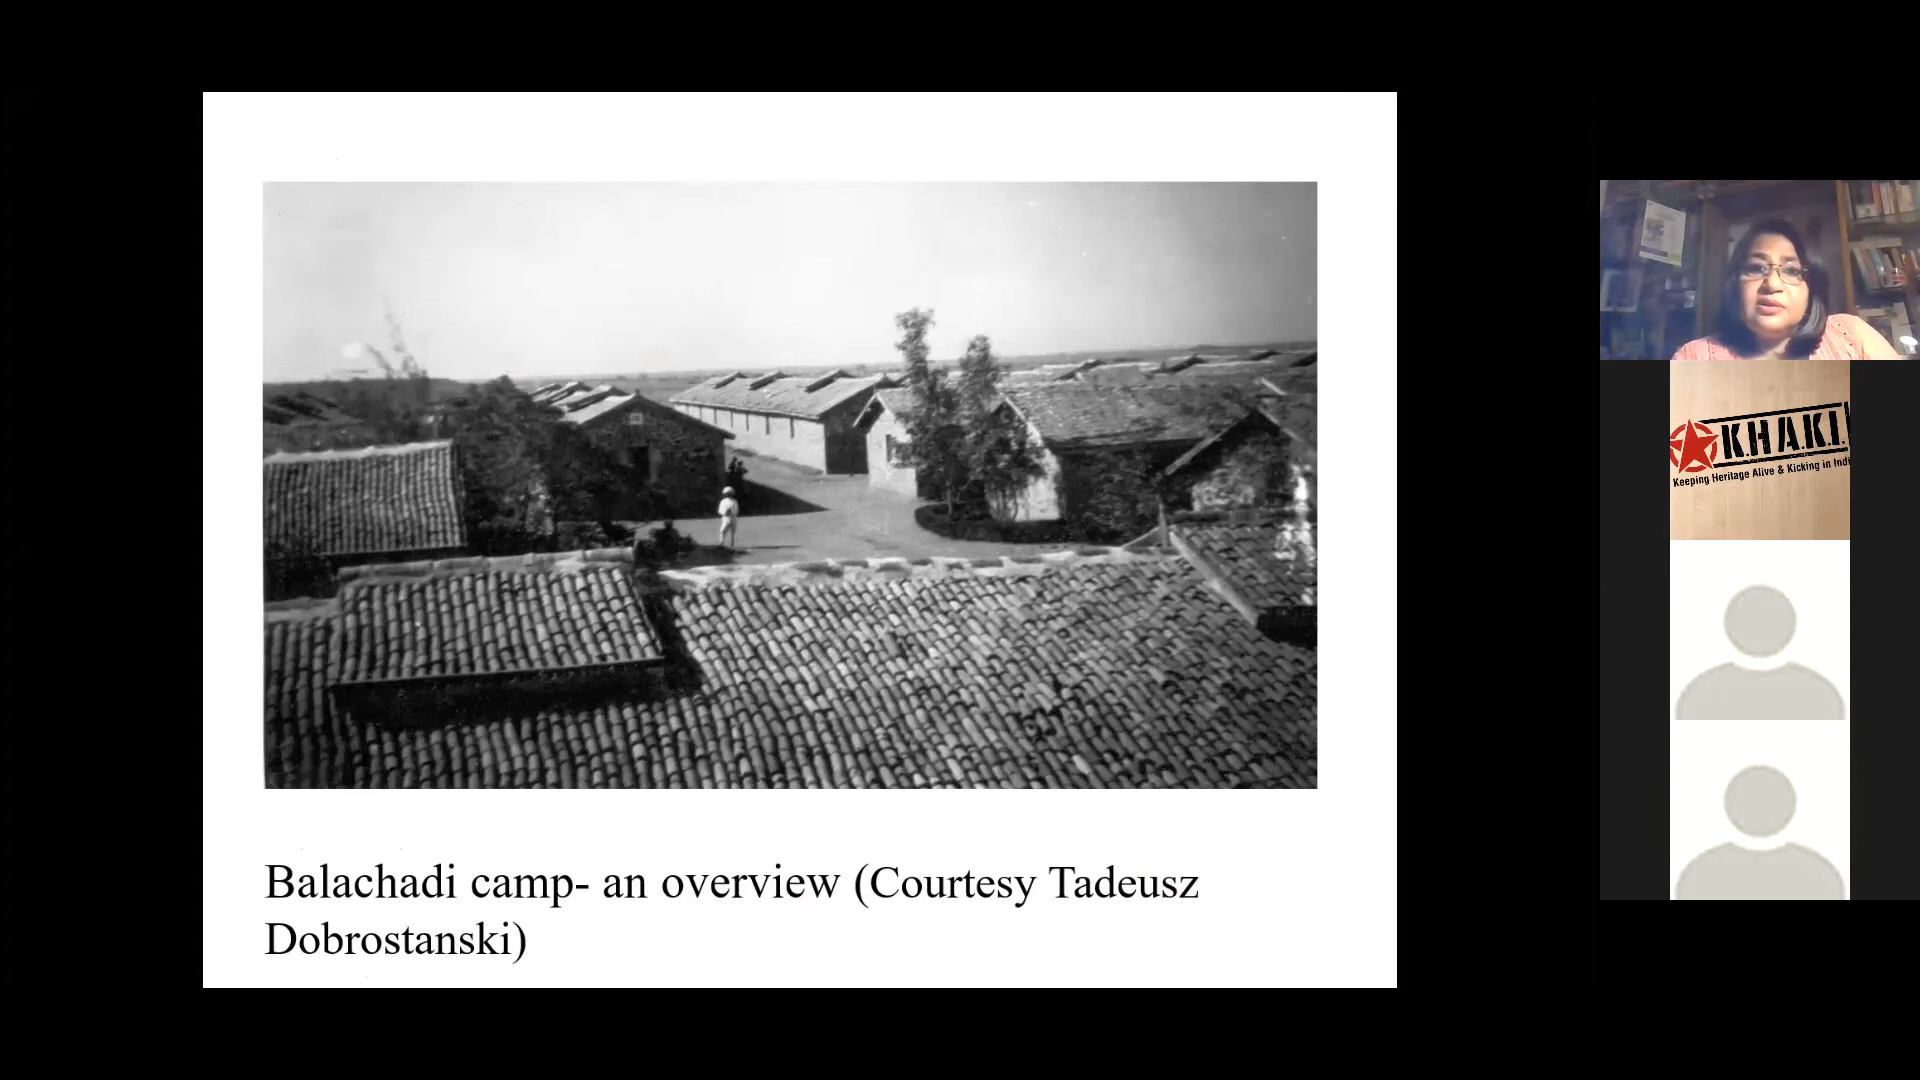 Balachadi camp- an overview (Courtesy Tadeusz
Dobrostanski)
K.H.A.K.I.
Keeping Heritage Alive & Kicking in Indi